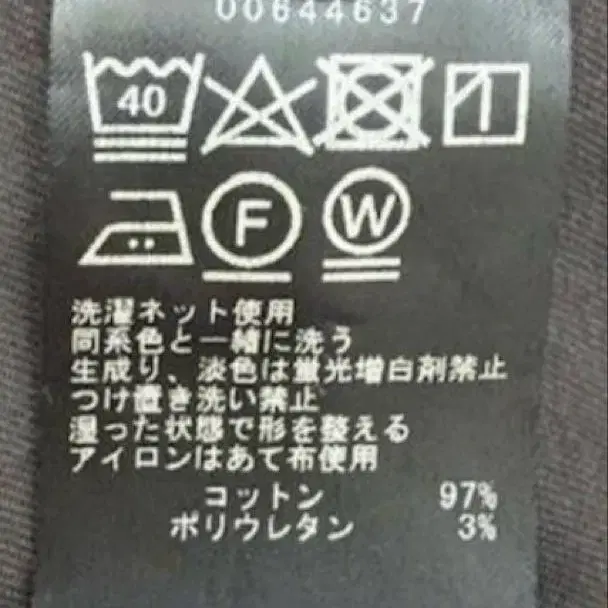 00644637
40
F W
洗濯ネット使用
同系色と一緒に洗う
生成り、淡色は蛍光増白剤禁止
つけ置き洗い禁止
湿った状態で形を整える
アイロンはあて布使用
コットン 97%
ポリウレタン 3%